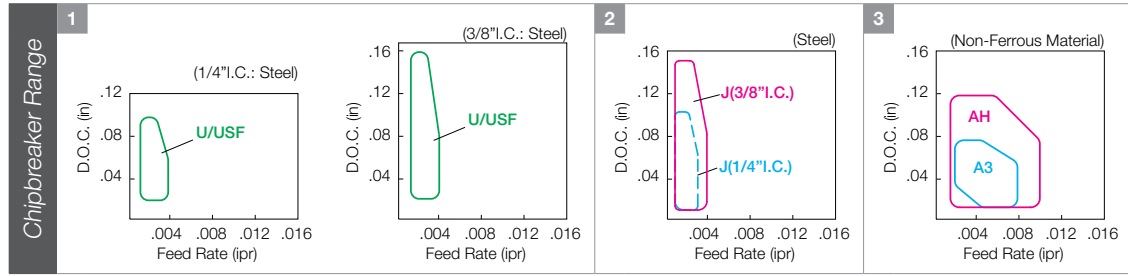 Chipbreaker Range
1
(1/4"I.C.: Steel)
.12
.08
.04
D.O.C. (in)
U/USF
.004 .008 .012 .016
Feed Rate (ipr)
(3/8"I.C.: Steel)
.16
.12
.08
.04
D.O.C. (in)
U/USF
.004 .008 .012 .016
Feed Rate (ipr)
2
(Steel)
.16
.12
.08
.04
D.O.C. (in)
J(3/8"I.C.)
J(1/4"I.C.)
.004 .008 .012 .016
Feed Rate (ipr)
3
(Non-Ferrous Material)
.16
.12
.08
.04
D.O.C. (in)
AH
A3
.004 .008 .012 .016
Feed Rate (ipr)